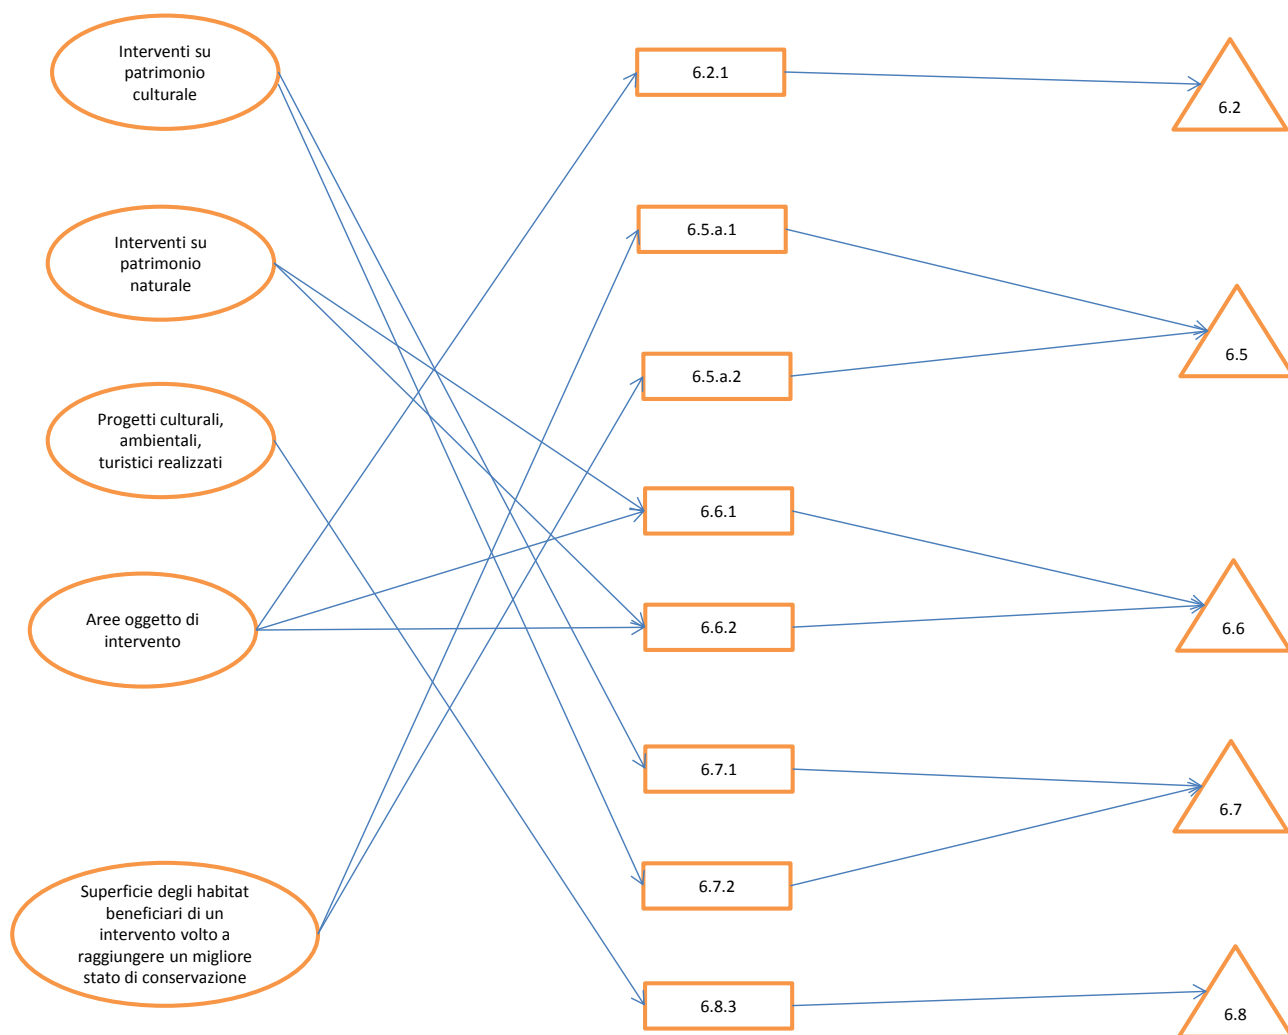 Interventi su
patrimonio
culturale
Interventi su
patrimonio
naturale
Progetti culturali,
ambientali,
turistici realizzati
Aree oggetto di
intervento
Superficie degli habitat
beneficiari di un
intervento volto a
raggiungere un migliore
stato di conservazione
6.2.1
6.5.a.1
6.5.a.2
6.6.1
6.6.2
6.7.1
6.7.2
6.8.3
6.2
6.5
6.6
6.7
6.8